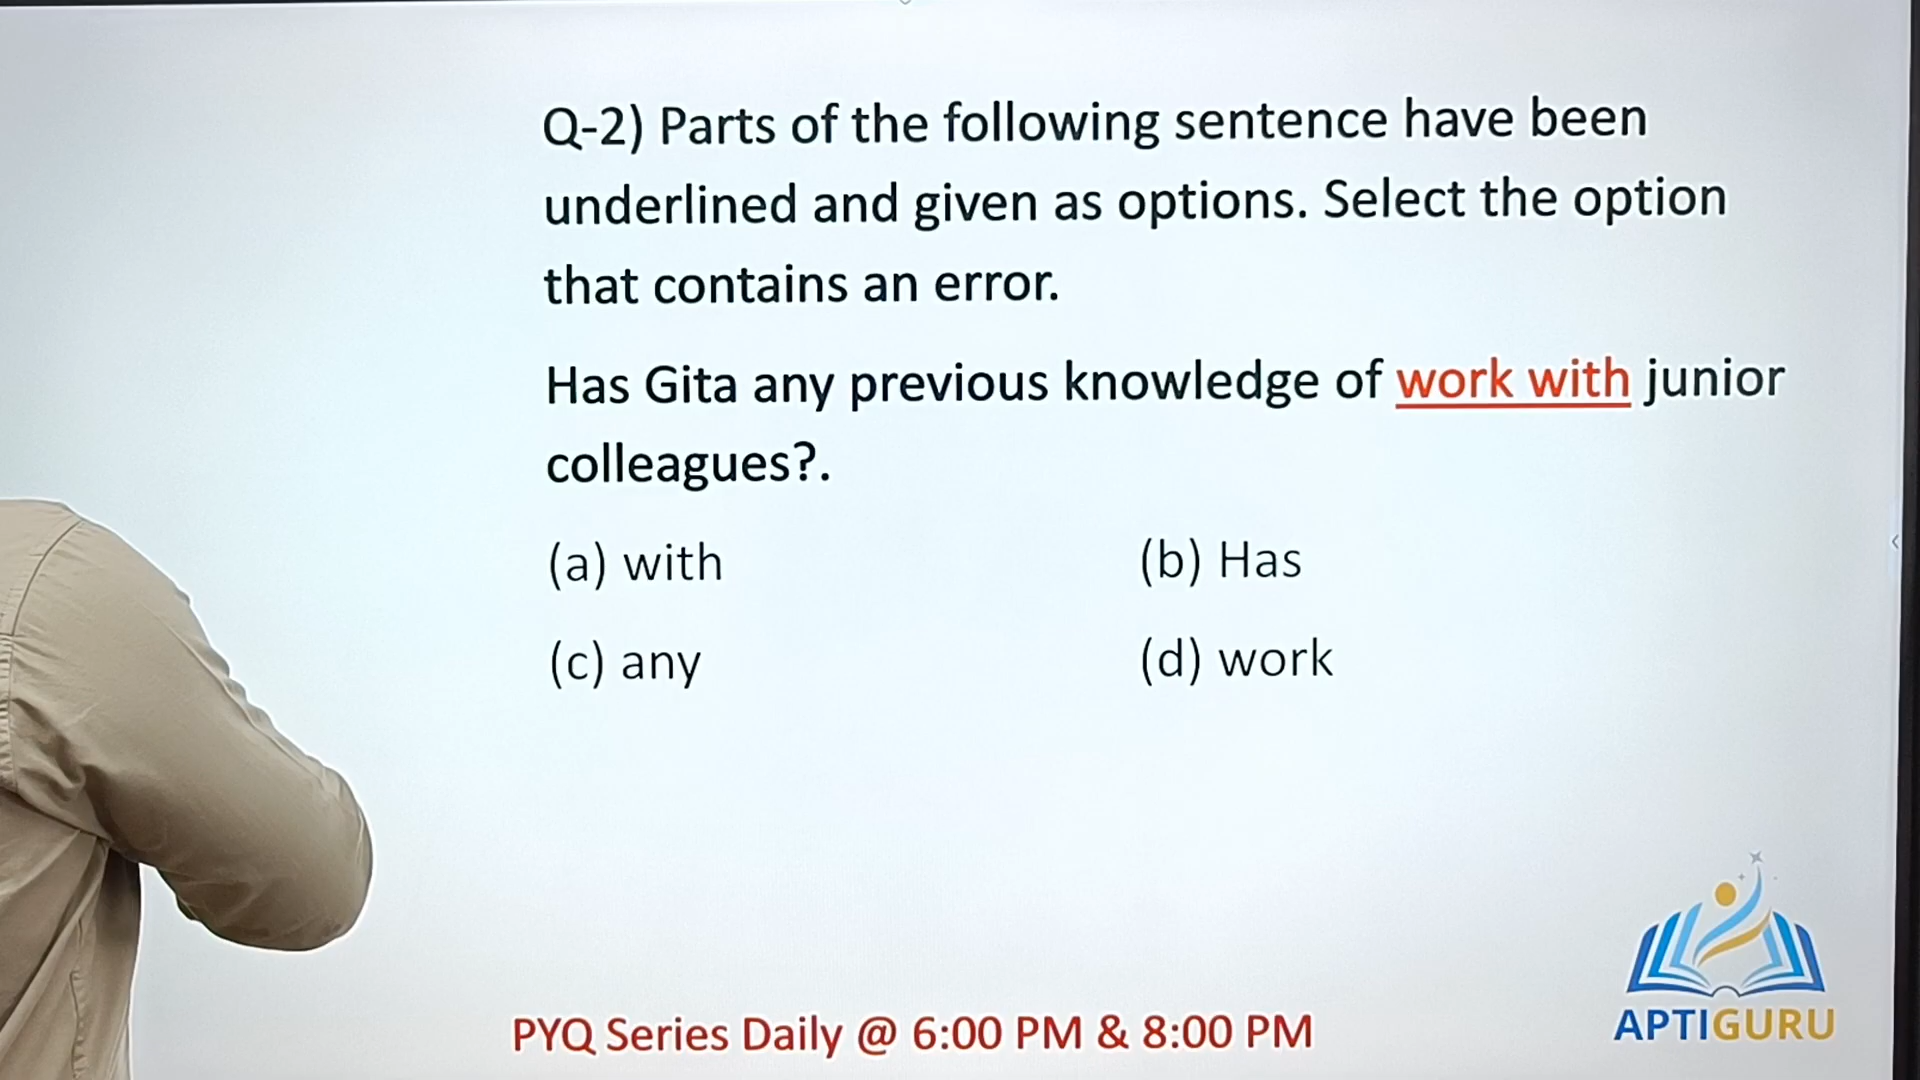 Q-2) Parts of the following sentence have been
underlined and given as options. Select the option
that contains an error.
Has Gita any previous knowledge of work with junior
colleagues?.
(a) with
(b) Has
(c) any
(d) work
PYQ Series Daily @ 6:00 PM & 8:00 PM
APTIGURU